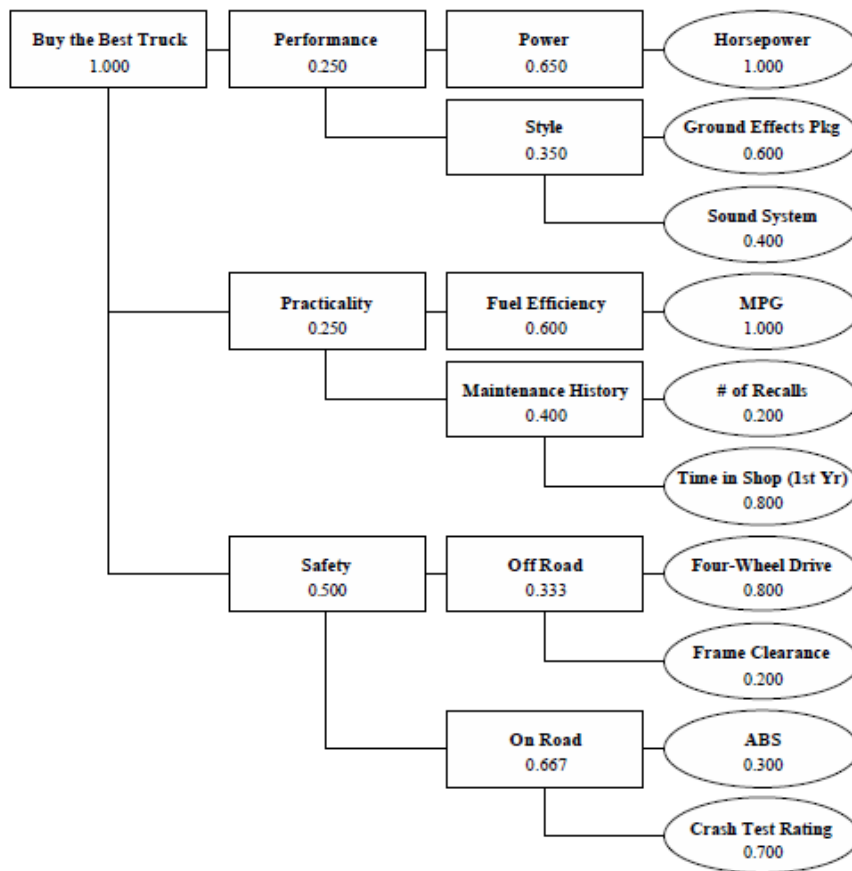 Buy the Best Truck
1.000
Performance
0.250
Power
0.650
Horsepower
1.000
Style
0.350
Ground Effects Pkg
0.600
Sound System
0.400
Practicality
0.250
Fuel Efficiency
0.600
MPG
1.000
Maintenance History
0.400
# of Recalls
0.200
Time in Shop (1st Yr)
0.800
Safety
0.500
Off Road
0.333
Four-Wheel Drive
0.800
Frame Clearance
0.200
On Road
0.667
ABS
0.300
Crash Test Rating
0.700